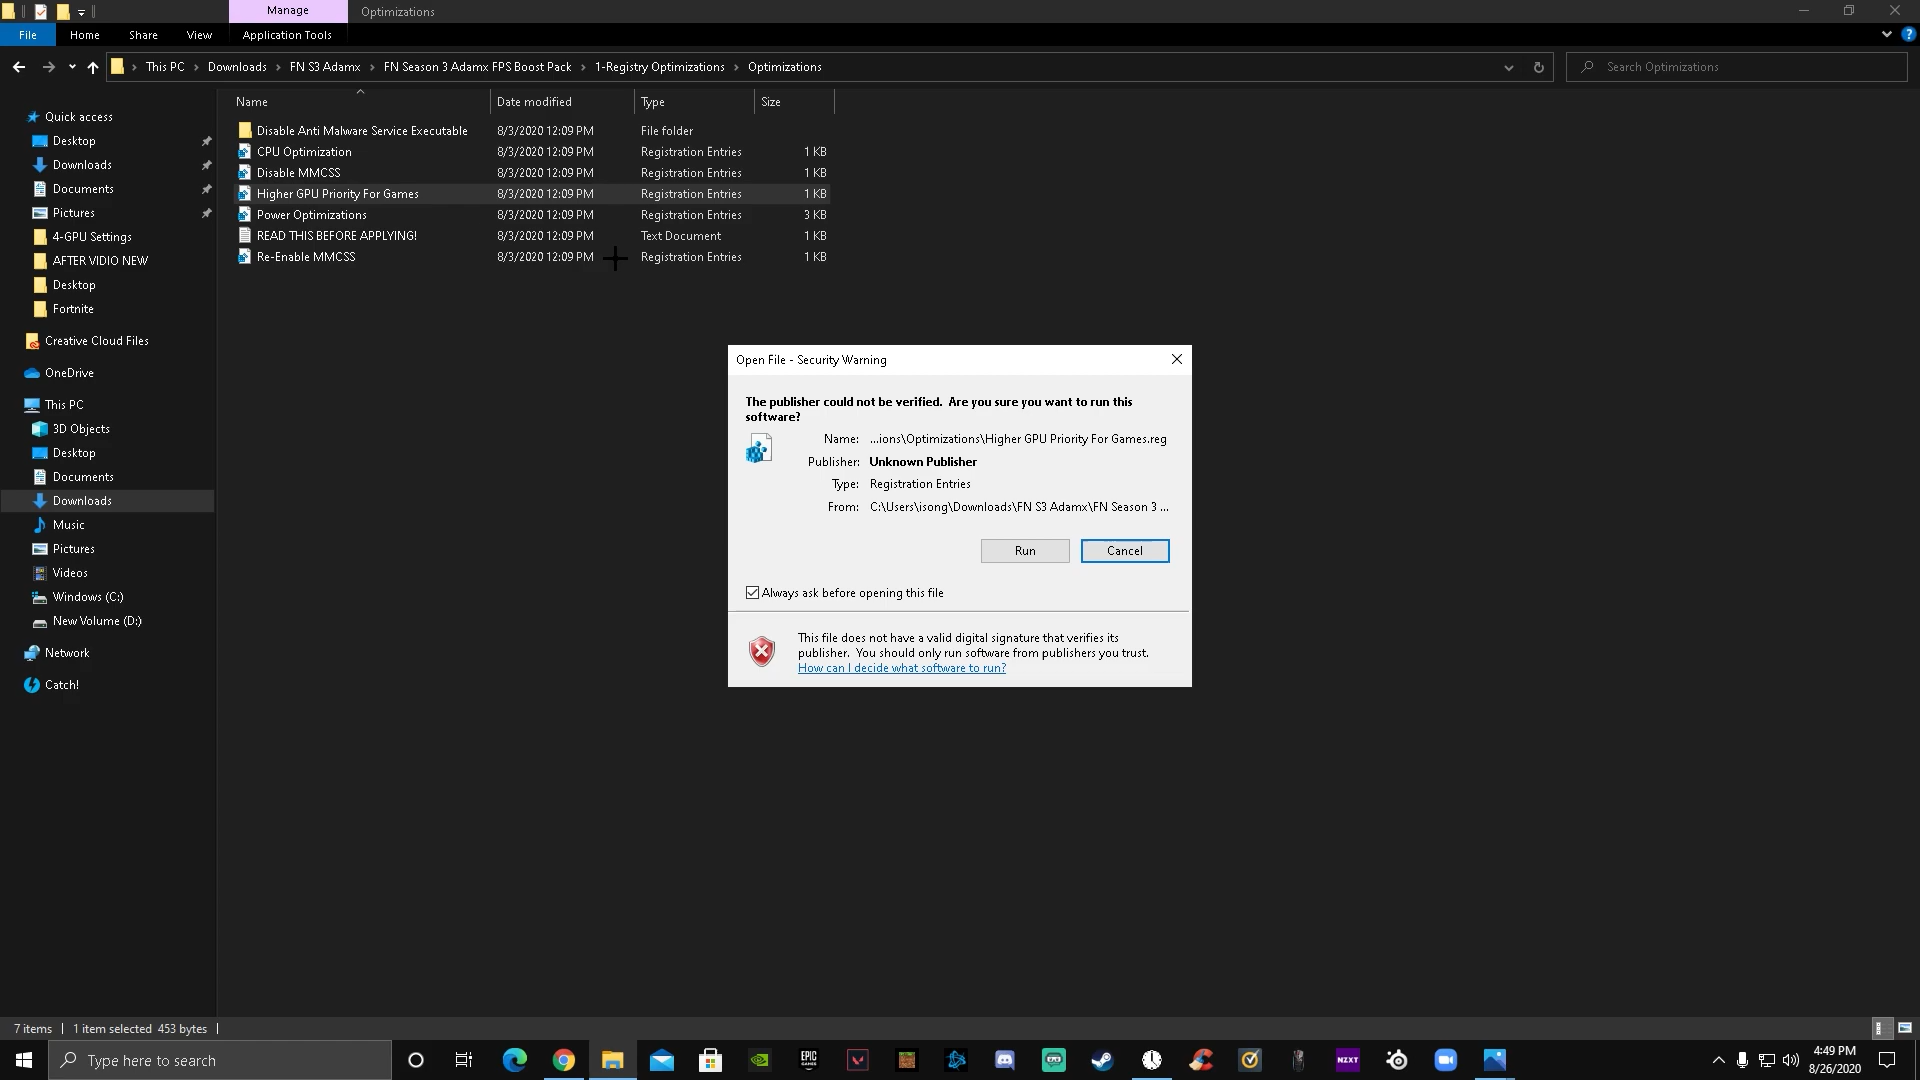 Manage
Optimizations
File
Home
Share
View
Application Tools
This PC
Downloads
FN S3 Adamx
FN Season 3 Adamx FPS Boost Pack
1-Registry Optimizations
Optimizations
Search Optimizations
Name
Date modified
Type
Size
Disable Anti Malware Service Executable 8/3/2020 12:09 PM File folder
CPU Optimization 8/3/2020 12:09 PM Registration Entries 1 KB
Disable MMCSS 8/3/2020 12:09 PM Registration Entries 1 KB
Higher GPU Priority For Games 8/3/2020 12:09 PM Registration Entries 1 KB
Power Optimizations 8/3/2020 12:09 PM Registration Entries 3 KB
READ THIS BEFORE APPLYING! 8/3/2020 12:09 PM Text Document 1 KB
Re-Enable MMCSS 8/3/2020 12:09 PM Registration Entries 1 KB
Quick access
Desktop
Downloads
Documents
Pictures
4-GPU Settings
AFTER VIDIO NEW
Desktop
Fortnite
Creative Cloud Files
OneDrive
This PC
3D Objects
Desktop
Documents
Downloads
Music
Pictures
Videos
Windows (C:)
New Volume (D:)
Network
Catch!
Open File - Security Warning
The publisher could not be verified. Are you sure you want to run this
software?
Name: ...ions\Optimizations\Higher GPU Priority For Games.reg
Publisher: Unknown Publisher
Type: Registration Entries
From: C:\Users\isong\Downloads\FN S3 Adamx\FN Season 3 ...
Run
Cancel
Always ask before opening this file
This file does not have a valid digital signature that verifies its
publisher. You should only run software from publishers you trust.
How can I decide what software to run?
7 items
1 item selected 453 bytes
Type here to search
EPIC
GAMES
NZXT
4:49 PM
8/26/2020